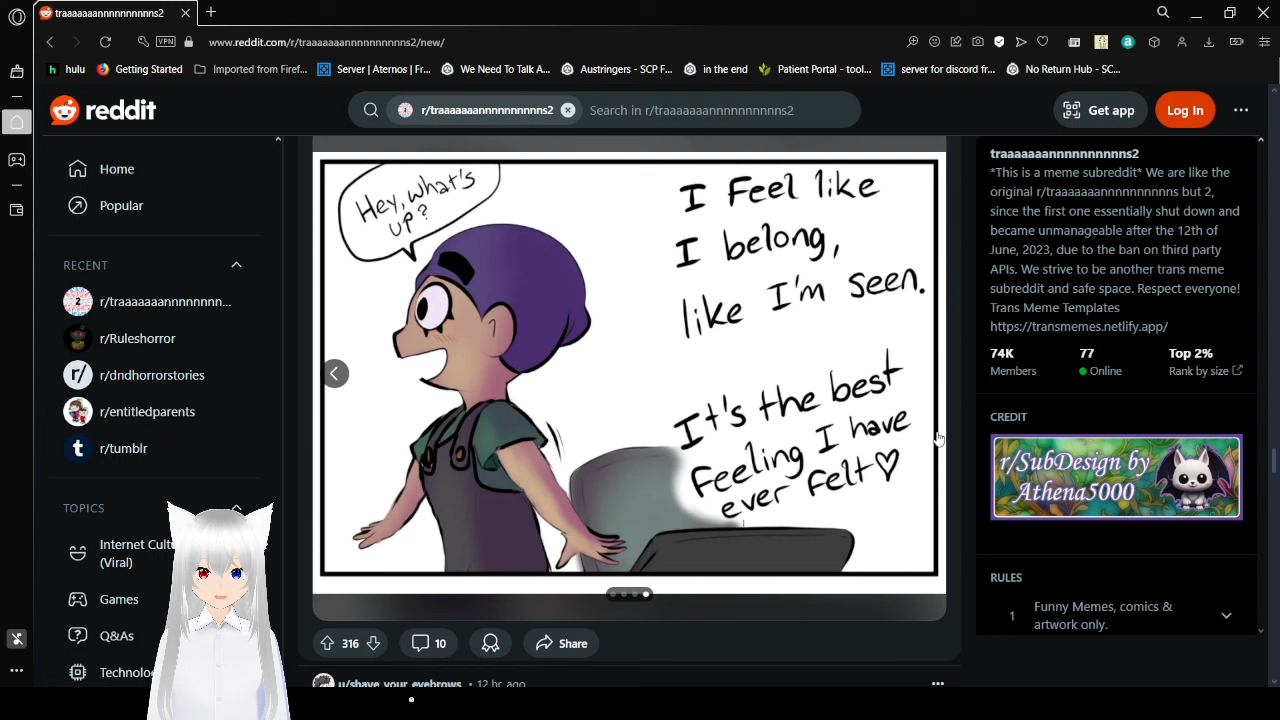 traaaaaaannnnnnnnnns2
VPN
www.reddit.com/r/traaaaaaannnnnnnnnns2/new/
hulu
Getting Started
Imported from Firef...
Server | Aternos | Fr...
We Need To Talk A...
Austringers - SCP F...
in the end
Patient Portal - tool...
server for discord fr...
No Return Hub - SC...
reddit
r/traaaaaaannnnnnnnnns2
Search in r/traaaaaaannnnnnnnnns2
Get app
Log In
Home
Popular
RECENT
r/traaaaaaannnnnnn...
r/Ruleshorror
r/dndhorrorstories
r/entitledparents
r/tumblr
TOPICS
Internet Cult
(Viral)
Games
Q&As
Technolo
Hey, what's
up?
I Feel like
I belong,
like I'm seen.
It's the best
Feeling I have
ever felt♡
316
10
Share
u/shave_your_eyebrows • 12 hr. ago
traaaaaaannnnnnnnnns2
*This is a meme subreddit* We are like the
original r/traaaaaaannnnnnnnnns but 2,
since the first one essentially shut down and
became unmanageable after the 12th of
June, 2023, due to the ban on third party
APIs. We strive to be another trans meme
subreddit and safe space. Respect everyone!
Trans Meme Templates
https://transmemes.netlify.app/
74K
Members
77
Online
Top 2%
Rank by size
CREDIT
r/SubDesign by
Athena5000
RULES
1
Funny Memes, comics &
artwork only.